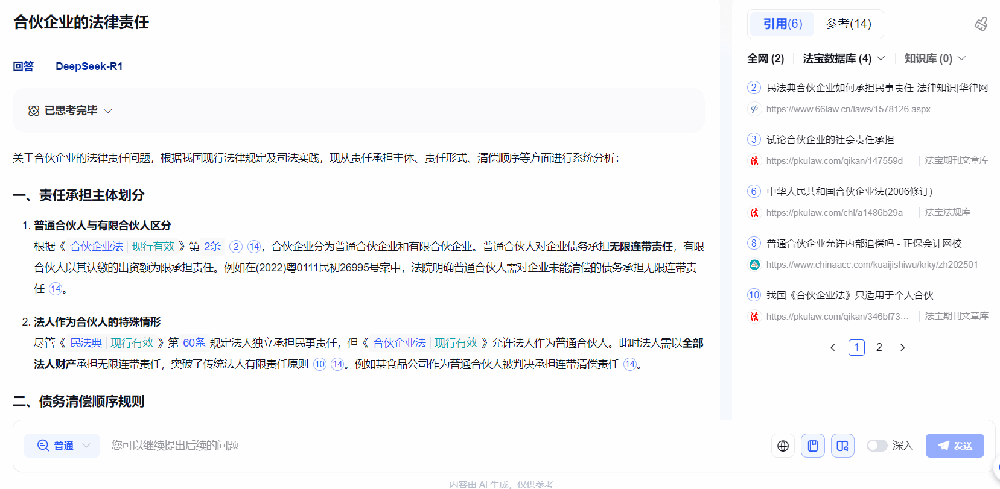 合伙企业的法律责任
回答 DeepSeek-R1
已思考完毕
关于合伙企业的法律责任问题，根据我国现行法律规定及司法实践，现从责任承担主体、责任形式、清偿顺序等方面进行系统分析：
一、责任承担主体划分
1. 普通合伙人与有限合伙人区分
根据《 合伙企业法 | 现行有效 》第 2条 2 14，合伙企业分为普通合伙企业和有限合伙企业。普通合伙人对企业债务承担无限连带责任，有限
合伙人以其认缴的出资额为限承担责任。例如在(2022)粤0111民初26995号案中，法院明确普通合伙人需对企业未能清偿的债务承担无限连带责
任 14。
2. 法人作为合伙人的特殊情形
尽管《 民法典 | 现行有效 》第 60条 规定法人独立承担民事责任，但《 合伙企业法 | 现行有效 》允许法人作为普通合伙人。此时法人需以全部
法人财产承担无限连带责任，突破了传统法人有限责任原则 10 14。例如某食品公司作为普通合伙人被判决承担连带清偿责任 14。
二、债务清偿顺序规则
普通 您可以继续提出后续的问题
深入 发送
内容由 AI 生成，仅供参考
引用(6) 参考(14)
全网 (2) | 法宝数据库 (4) | 知识库 (0)
2 民法典合伙企业如何承担民事责任-法律知识|华律网
https://www.66law.cn/laws/1578126.aspx
3 试论合伙企业的社会责任承担
法 https://pkulaw.com/qikan/147559d... | 法宝期刊文章库
6 中华人民共和国合伙企业法(2006修订)
法 https://pkulaw.com/chl/a1486b29a... | 法宝法规库
8 普通合伙企业允许内部追偿吗 - 正保会计网校
https://www.chinaacc.com/kuaijishiwu/krky/zh202501...
10 我国《合伙企业法》只适用于个人合伙
法 https://pkulaw.com/qikan/346bf73... | 法宝期刊文章库
< 1 2 >